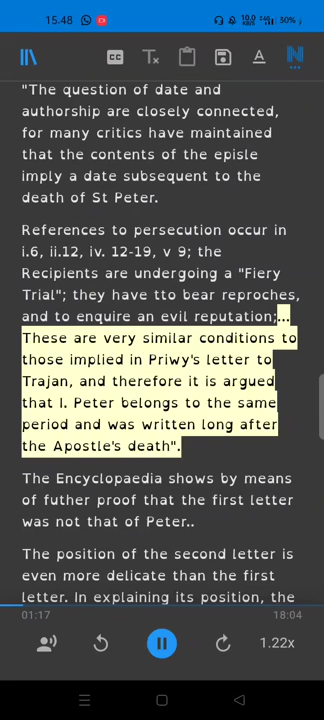 15.48
10.0
KB/S
30%
CC
"The question of date and
authorship are closely connected,
for many critics have maintained
that the contents of the episle
imply a date subsequent to the
death of St Peter.
References to persecution occur in
i.6, ii.12, iv. 12-19, v 9; the
Recipients are undergoing a "Fiery
Trial"; they have tto bear reproches,
and to enquire an evil reputation;...
These are very similar conditions to
those implied in Priwy's letter to
Trajan, and therefore it is argued
that I. Peter belongs to the same
period and was written long after
the Apostle's death".
The Encyclopaedia shows by means
of futher proof that the first letter
was not that of Peter..
The position of the second letter is
even more delicate than the first
letter. In explaining its position, the
01:17 18:04
1.22x